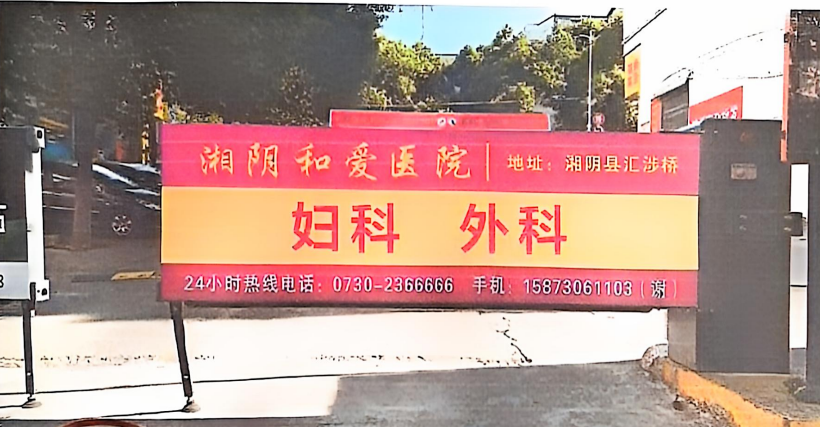 湘阴和爱医院 | 地址：湘阴县汇涉桥
妇科 外科
24小时热线电话：0730-2366666 手机：15873061103（谢）